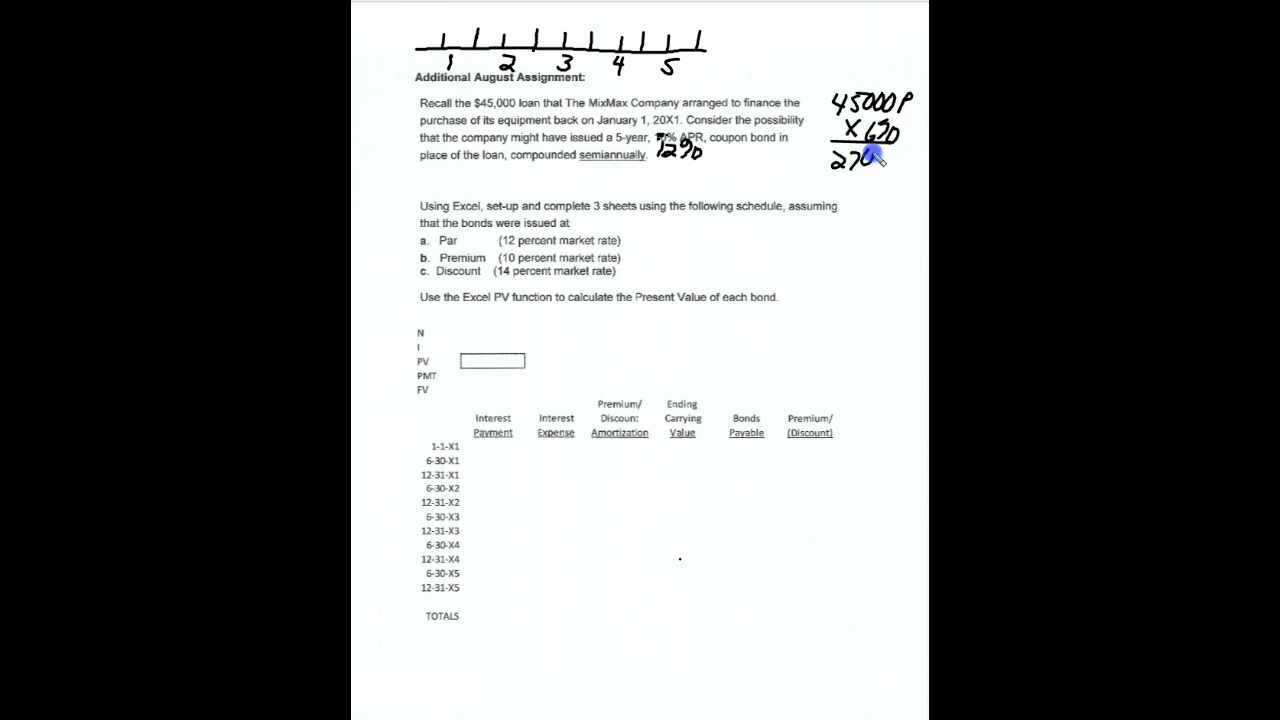 1 2 3 4 5
Additional August Assignment:
Recall the $45,000 loan that The MixMax Company arranged to finance the
purchase of its equipment back on January 1, 20X1. Consider the possibility
that the company might have issued a 5-year, % APR, coupon bond in
place of the loan, compounded semiannually. 12%
45000 P
X 6%
270
Using Excel, set-up and complete 3 sheets using the following schedule, assuming
that the bonds were issued at
a. Par (12 percent market rate)
b. Premium (10 percent market rate)
c. Discount (14 percent market rate)
Use the Excel PV function to calculate the Present Value of each bond.
N
I
PV
PMT
FV
Premium/ Ending
Interest Interest Discoun: Carrying Bonds Premium/
Payment Expense Amortization Value Payable (Discount)
1-1-X1
6-30-X1
12-31-X1
6-30-X2
12-31-X2
6-30-X3
12-31-X3
6-30-X4
12-31-X4
6-30-X5
12-31-X5
TOTALS